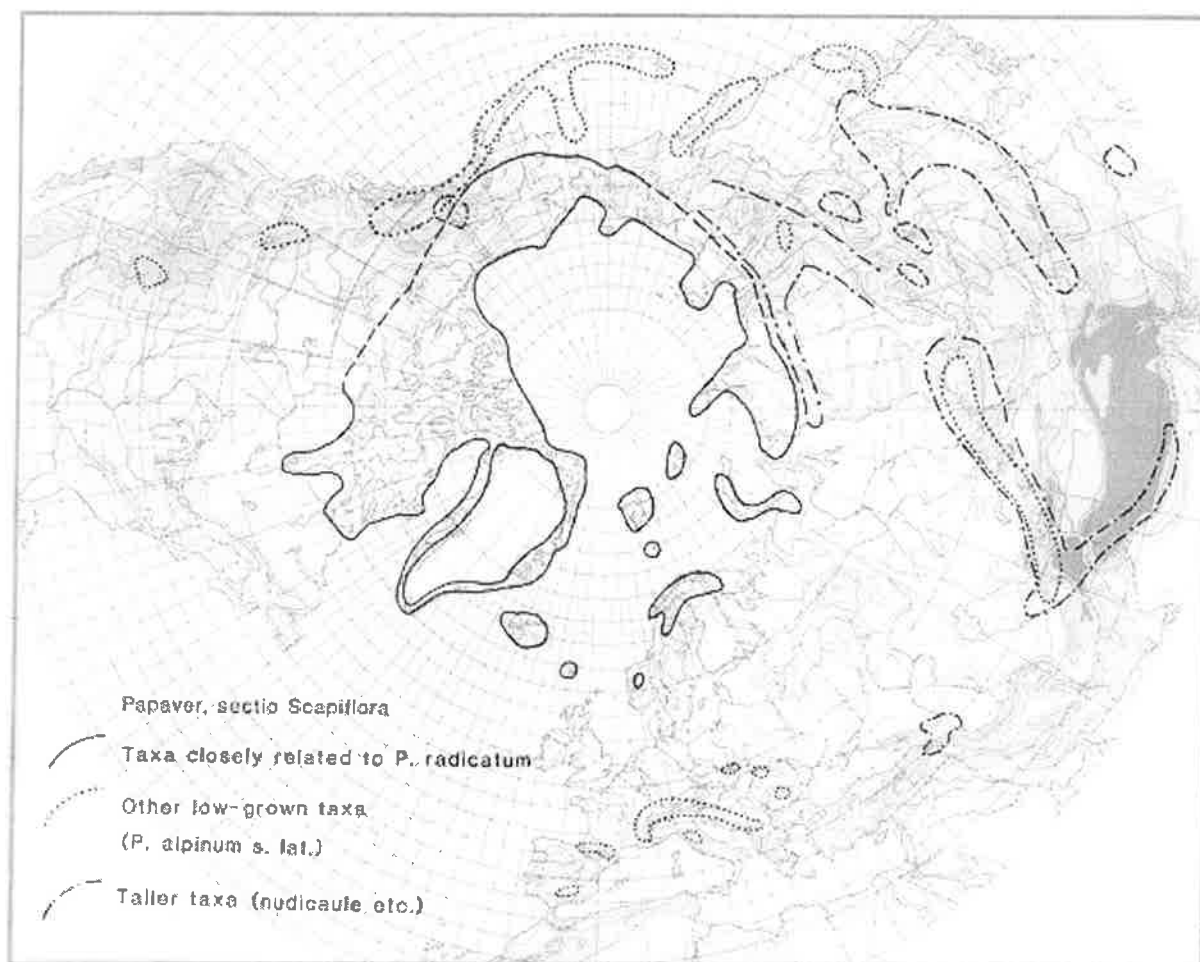 Papaver, sectio Scapiflora
Taxa closely related to P. radicatum
Other low-grown taxa
(P. alpinum s. lat.)
Taller taxa (nudicaule etc.)